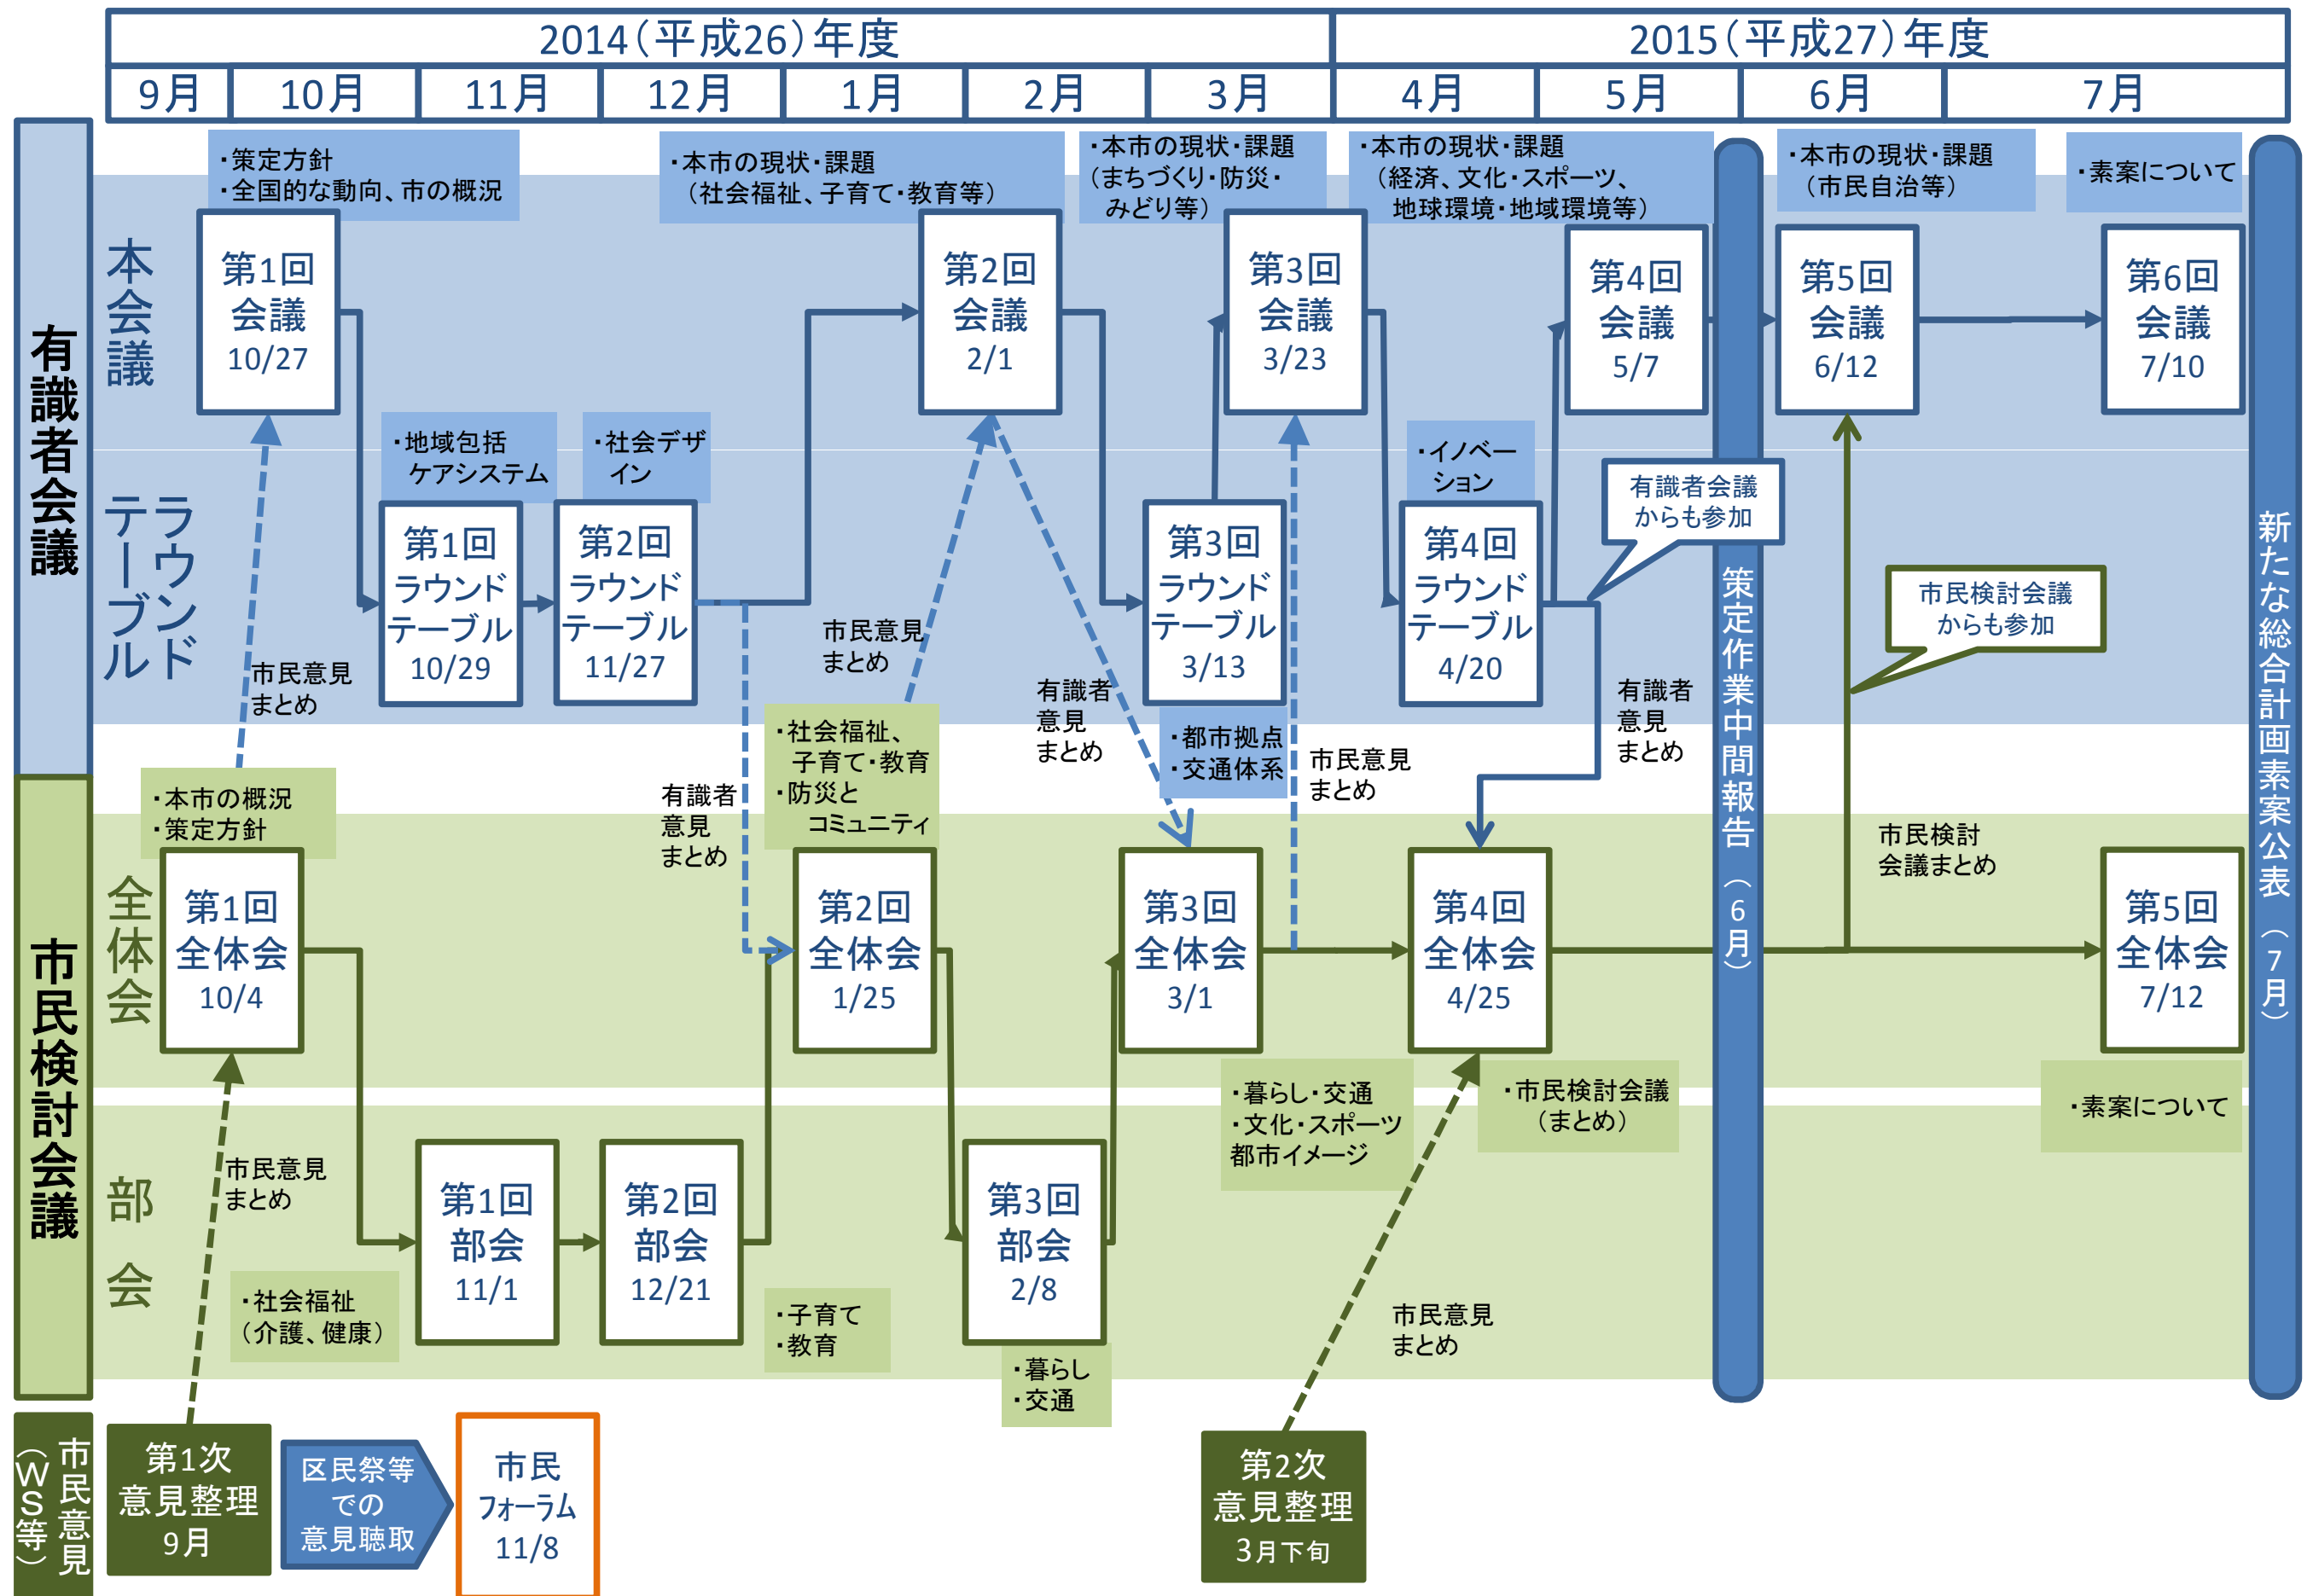 2014（平成26）年度
2015（平成27）年度
9月
10月
11月
12月
1月
2月
3月
4月
5月
6月
7月
有識者会議
本会議
・策定方針
・全国的な動向、市の概況
第1回
会議
10/27
・本市の現状・課題
（社会福祉、子育て・教育等）
第2回
会議
2/1
・本市の現状・課題
（まちづくり・防災・
みどり等）
第3回
会議
3/23
・本市の現状・課題
（経済、文化・スポーツ、
地球環境・地域環境等）
第4回
会議
5/7
・本市の現状・課題
（市民自治等）
第5回
会議
6/12
・素案について
第6回
会議
7/10
ラウンド
テーブル
・地域包括
ケアシステム
第1回
ラウンド
テーブル
10/29
・社会デザ
イン
第2回
ラウンド
テーブル
11/27
第3回
ラウンド
テーブル
3/13
・都市拠点
・交通体系
・イノベー
ション
第4回
ラウンド
テーブル
4/20
有識者会議
からも参加
市民検討会議
からも参加
市民意見
まとめ
市民意見
まとめ
有識者
意見
まとめ
有識者
意見
まとめ
市民意見
まとめ
有識者
意見
まとめ
市民検討
会議まとめ
策定作業中間報告（6月）
新たな総合計画素案公表（7月）
市民検討会議
全体会
・本市の概況
・策定方針
第1回
全体会
10/4
・社会福祉、
子育て・教育
・防災と
コミュニティ
第2回
全体会
1/25
第3回
全体会
3/1
・暮らし・交通
・文化・スポーツ
都市イメージ
第4回
全体会
4/25
・市民検討会議
（まとめ）
第5回
全体会
7/12
・素案について
部会
市民意見
まとめ
・社会福祉
（介護、健康）
第1回
部会
11/1
第2回
部会
12/21
・子育て
・教育
第3回
部会
2/8
・暮らし
・交通
市民意見
まとめ
市民意見
（WS等）
第1次
意見整理
9月
区民祭等
での
意見聴取
市民
フォーラム
11/8
第2次
意見整理
3月下旬